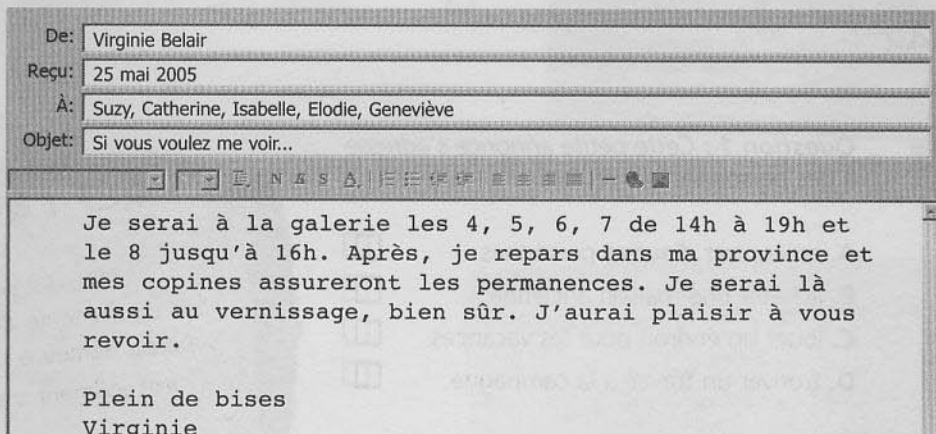 De: Virginie Belair
Reçu: 25 mai 2005
À: Suzy, Catherine, Isabelle, Elodie, Geneviève
Objet: Si vous voulez me voir...
N S A
Je serai à la galerie les 4, 5, 6, 7 de 14h à 19h et
le 8 jusqu'à 16h. Après, je repars dans ma province et
mes copines assureront les permanences. Je serai là
aussi au vernissage, bien sûr. J'aurai plaisir à vous
revoir.
Plein de bises
Virginie